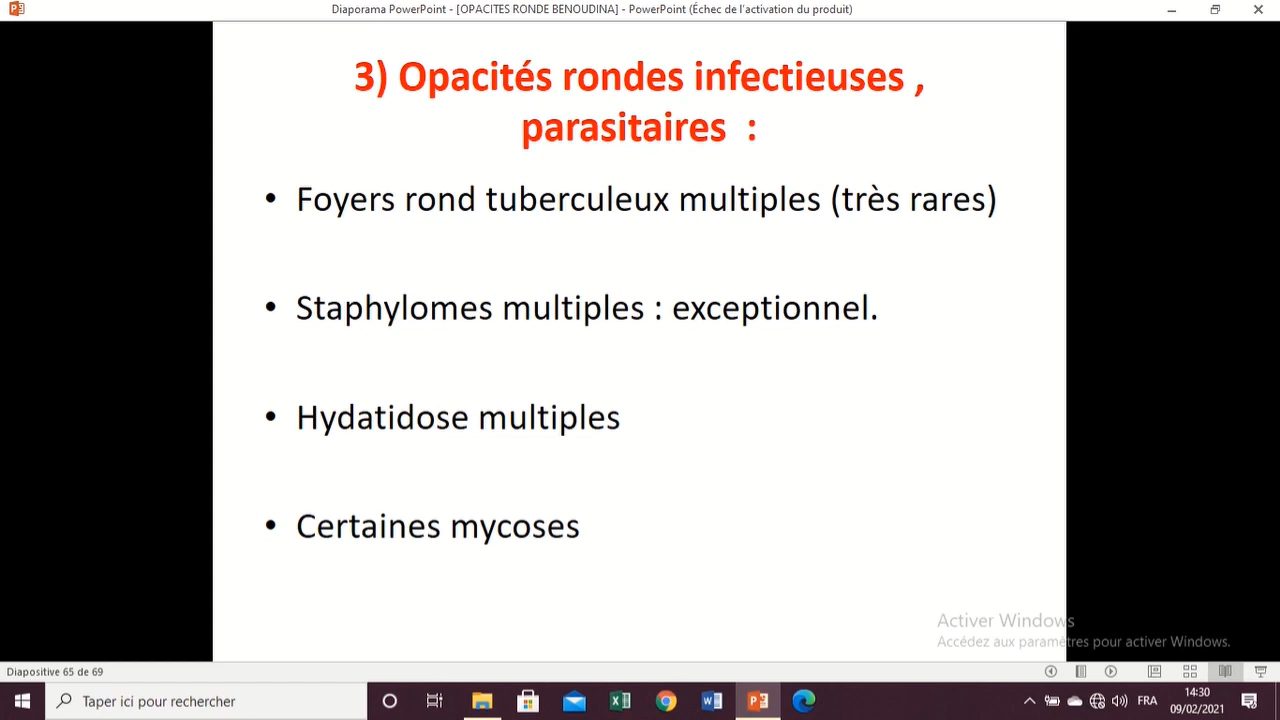 Diaporama PowerPoint - [OPACITES RONDE BENOUDINA] - PowerPoint (Échec de l'activation du produit)
3) Opacités rondes infectieuses ,
parasitaires :
• Foyers rond tuberculeux multiples (très rares)
• Staphylomes multiples : exceptionnel.
• Hydatidose multiples
• Certaines mycoses
Activer Windows
Accédez aux paramètres pour activer Windows.
Diapositive 65 de 69
Taper ici pour rechercher
FRA
14:30
09/02/2021